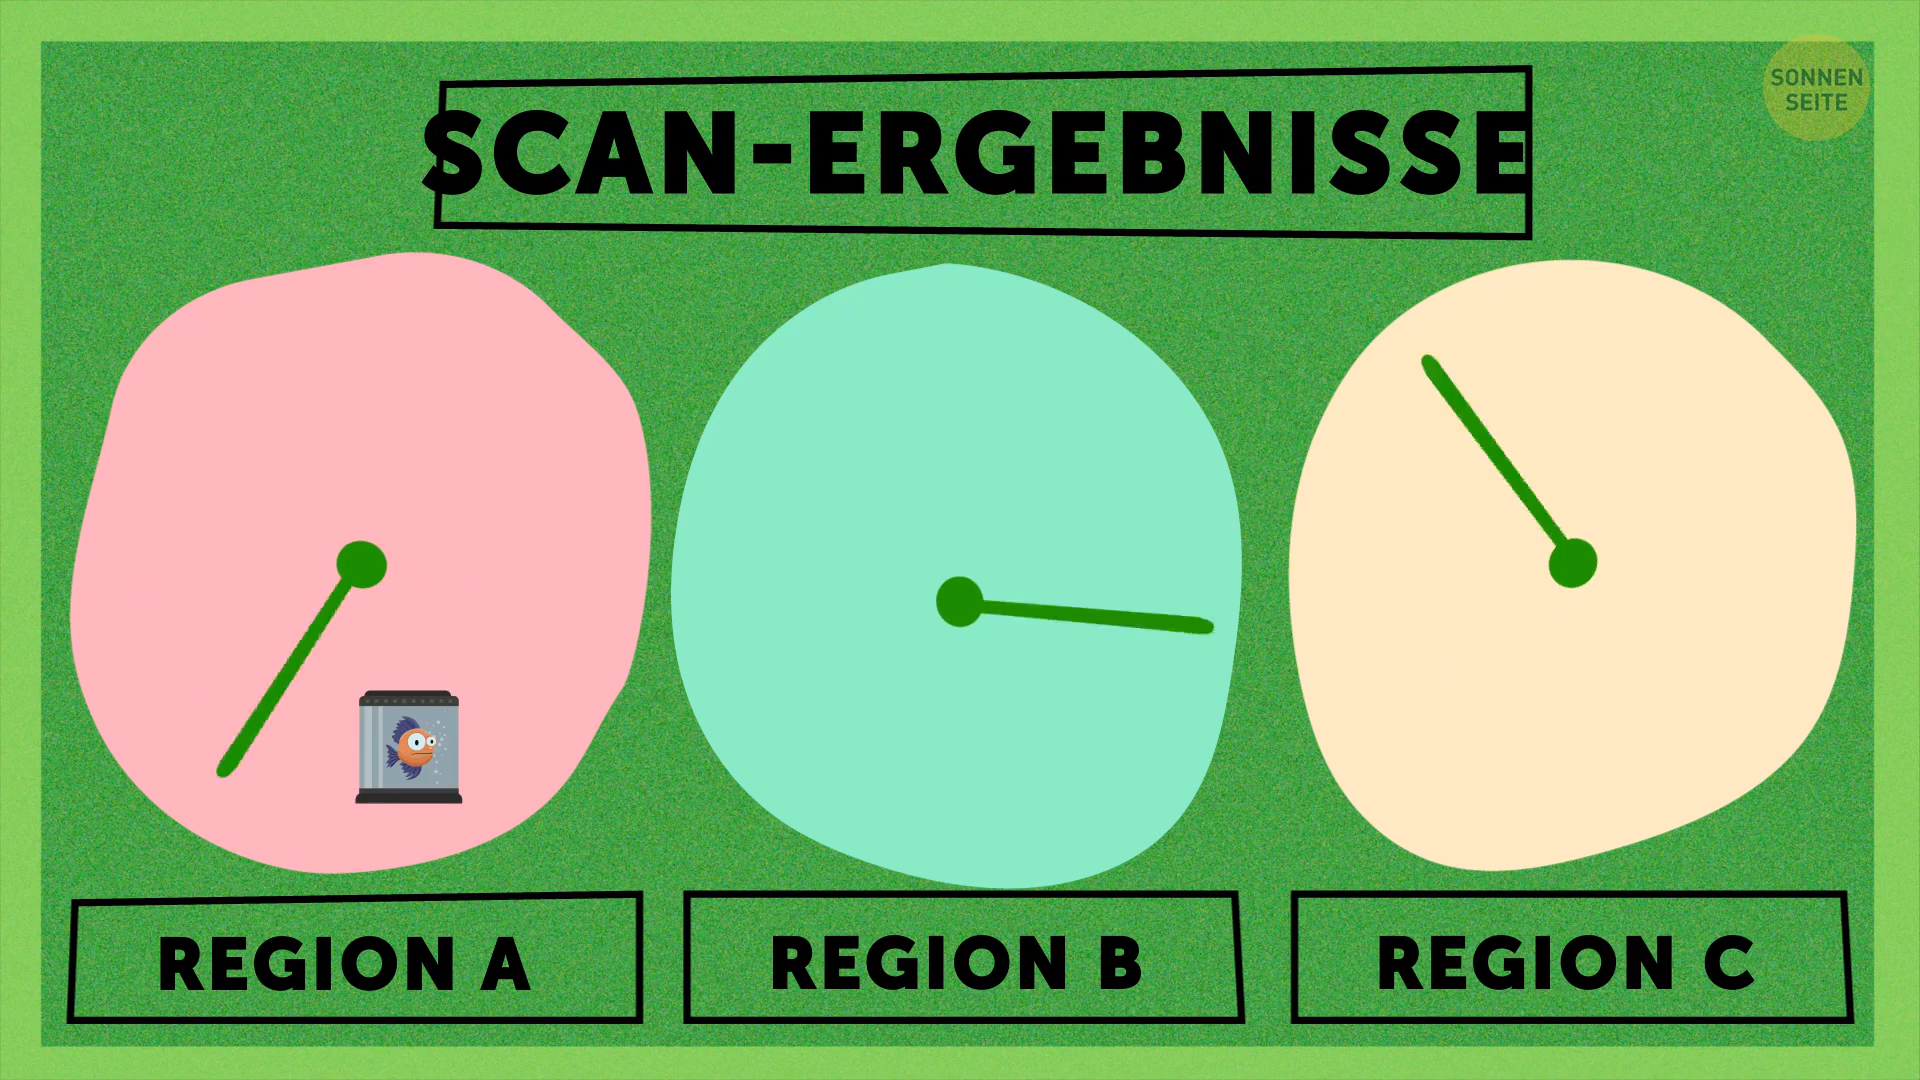 SONNEN
SEITE
SCAN-ERGEBNISSE
REGION A
REGION B
REGION C